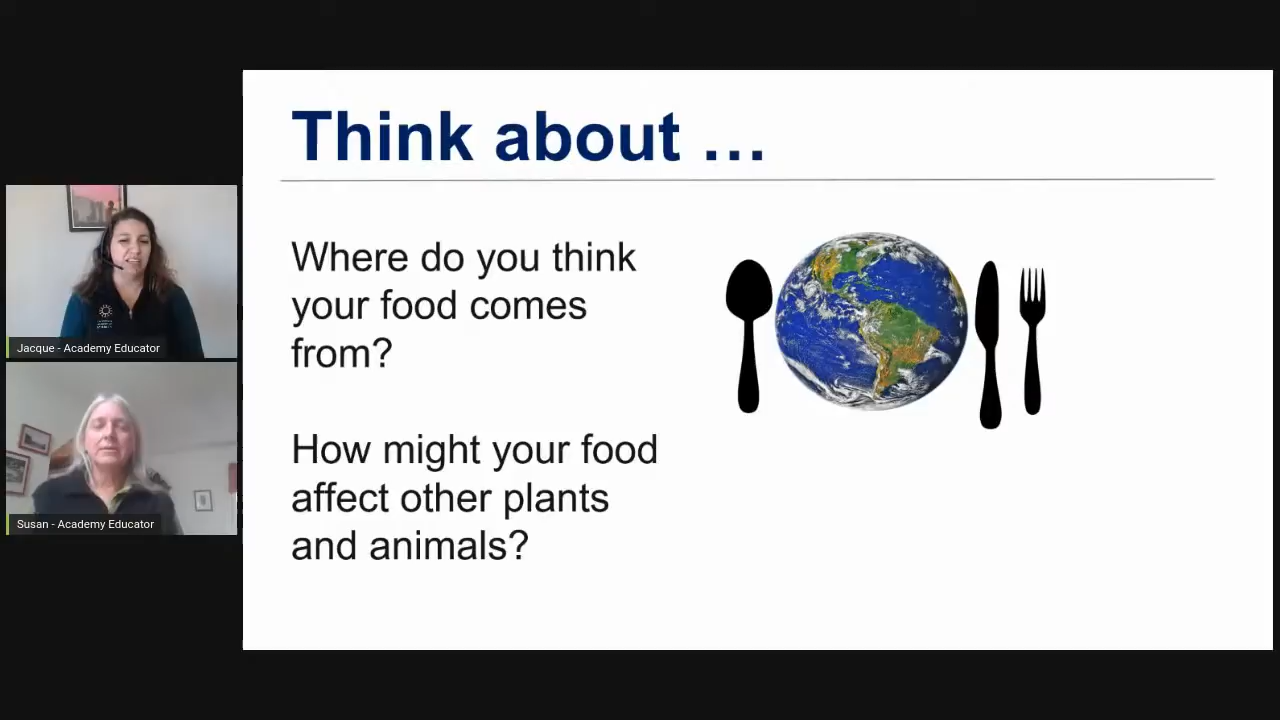 Think about …
Where do you think
your food comes
from?
How might your food
affect other plants
and animals?
Jacque - Academy Educator
Susan - Academy Educator